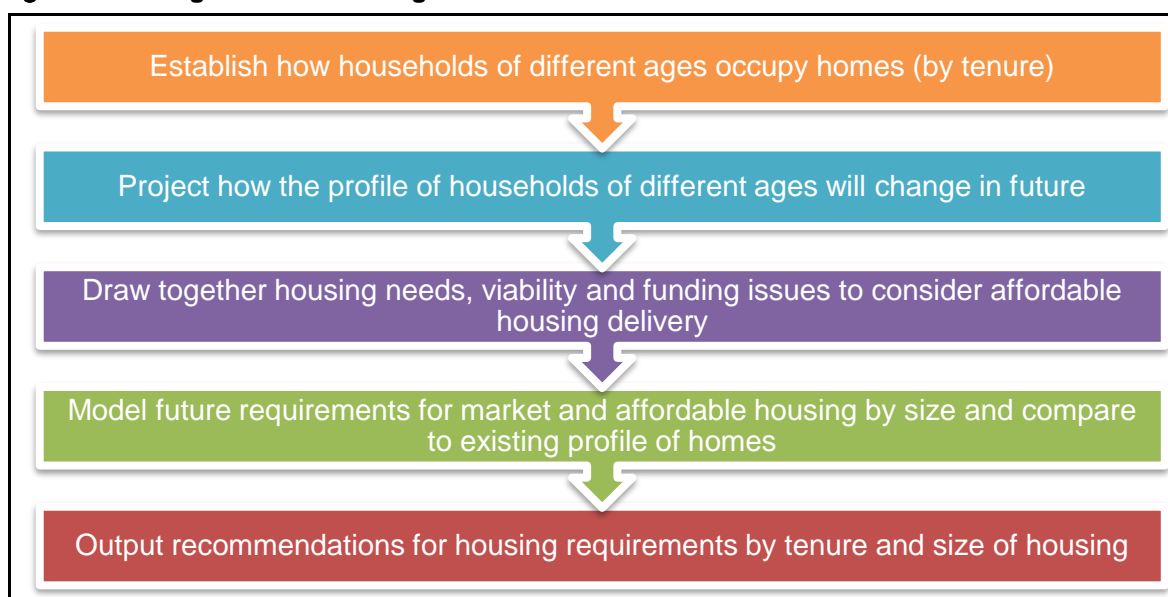 Establish how households of different ages occupy homes (by tenure)
Project how the profile of households of different ages will change in future
Draw together housing needs, viability and funding issues to consider affordable
housing delivery
Model future requirements for market and affordable housing by size and compare
to existing profile of homes
Output recommendations for housing requirements by tenure and size of housing